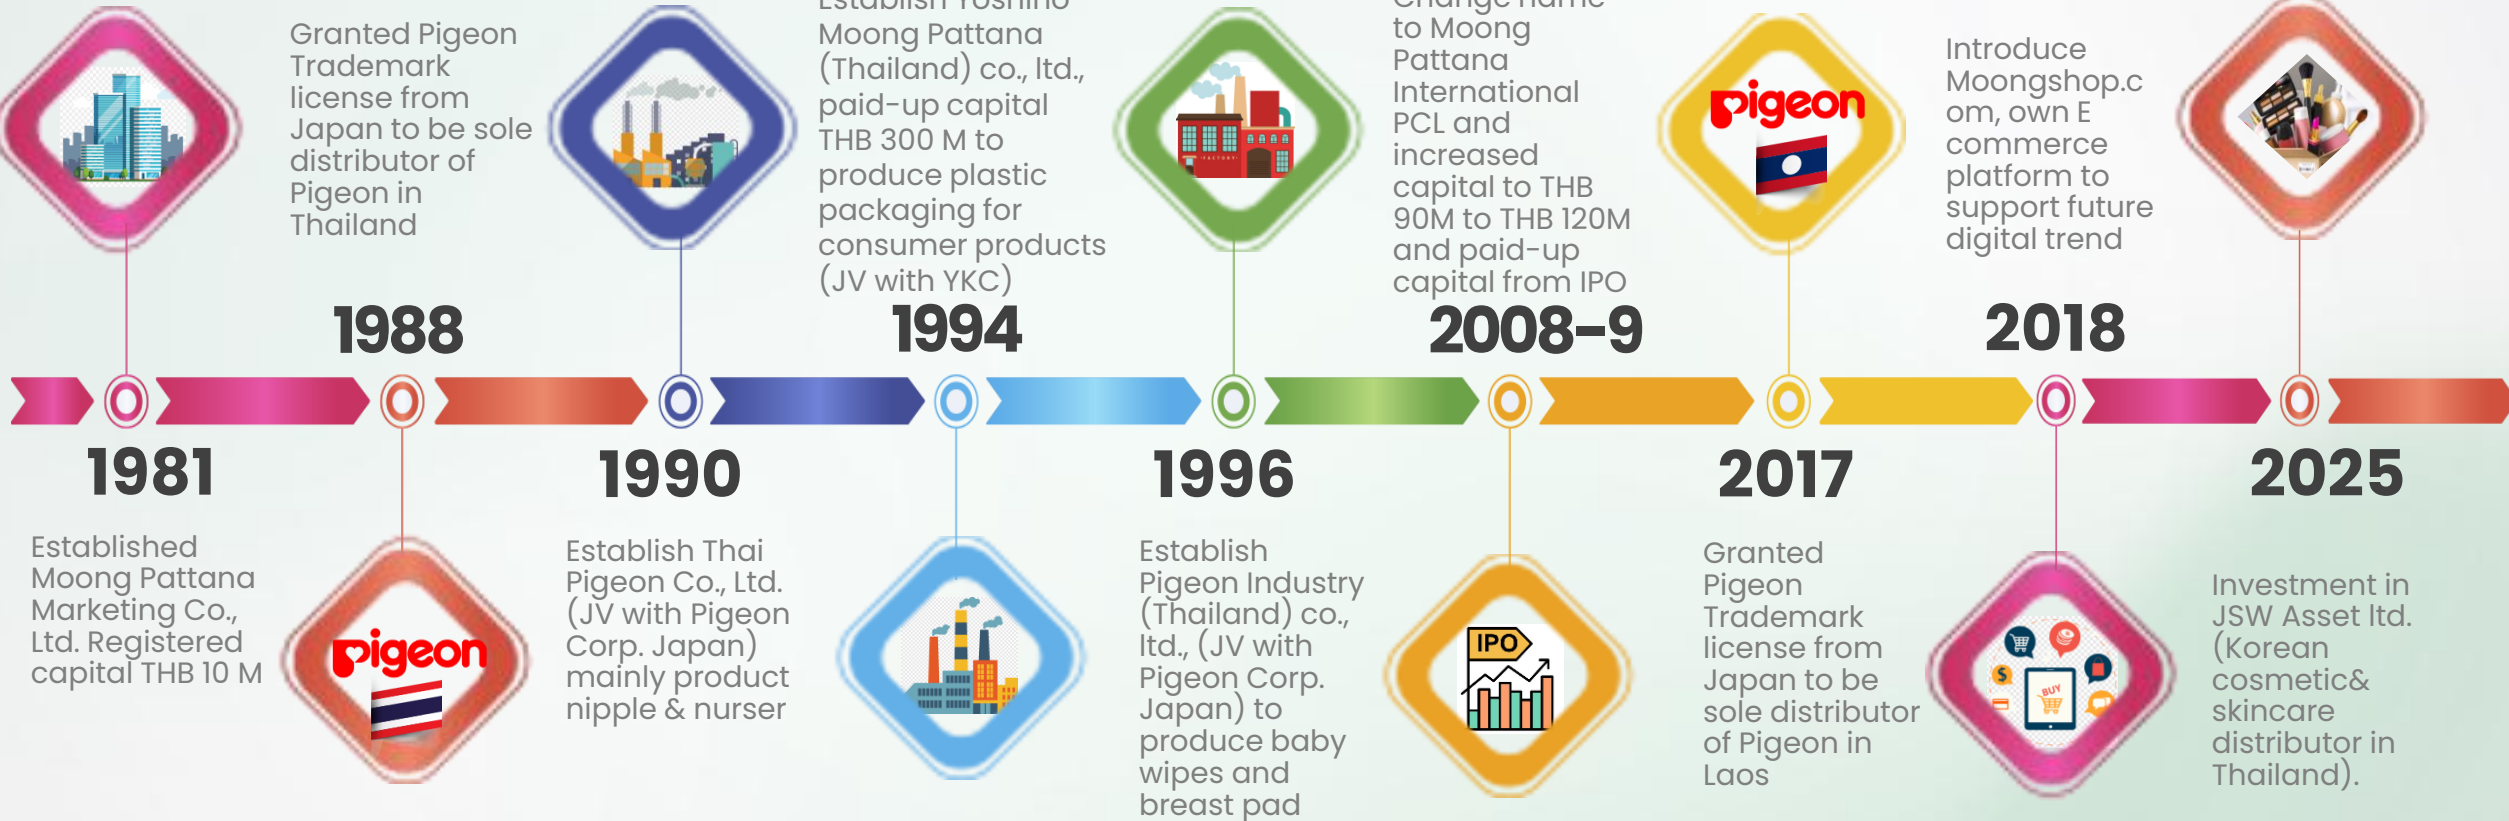 Granted Pigeon
Trademark
license from
Japan to be sole
distributor of
Pigeon in
Thailand
1988
Establish Yoshino
Moong Pattana
(Thailand) co., ltd.,
paid-up capital
THB 300 M to
produce plastic
packaging for
consumer products
(JV with YKC)
1994
FACTORY
Change name
to Moong
Pattana
International
PCL and
increased
capital to THB
90M to THB 120M
and paid-up
capital from IPO
2008-9
pigeon
Introduce
Moongshop.c
om, own E
commerce
platform to
support future
digital trend
2018
1981
Established
Moong Pattana
Marketing Co.,
Ltd. Registered
capital THB 10 M
pigeon
1990
Establish Thai
Pigeon Co., Ltd.
(JV with Pigeon
Corp. Japan)
mainly product
nipple & nurser
1996
Establish
Pigeon Industry
(Thailand) co.,
ltd., (JV with
Pigeon Corp.
Japan) to
produce baby
wipes and
breast pad
IPO
2017
Granted
Pigeon
Trademark
license from
Japan to be
sole distributor
of Pigeon in
Laos
$
BUY
2025
Investment in
JSW Asset ltd.
(Korean
cosmetic&
skincare
distributor in
Thailand).